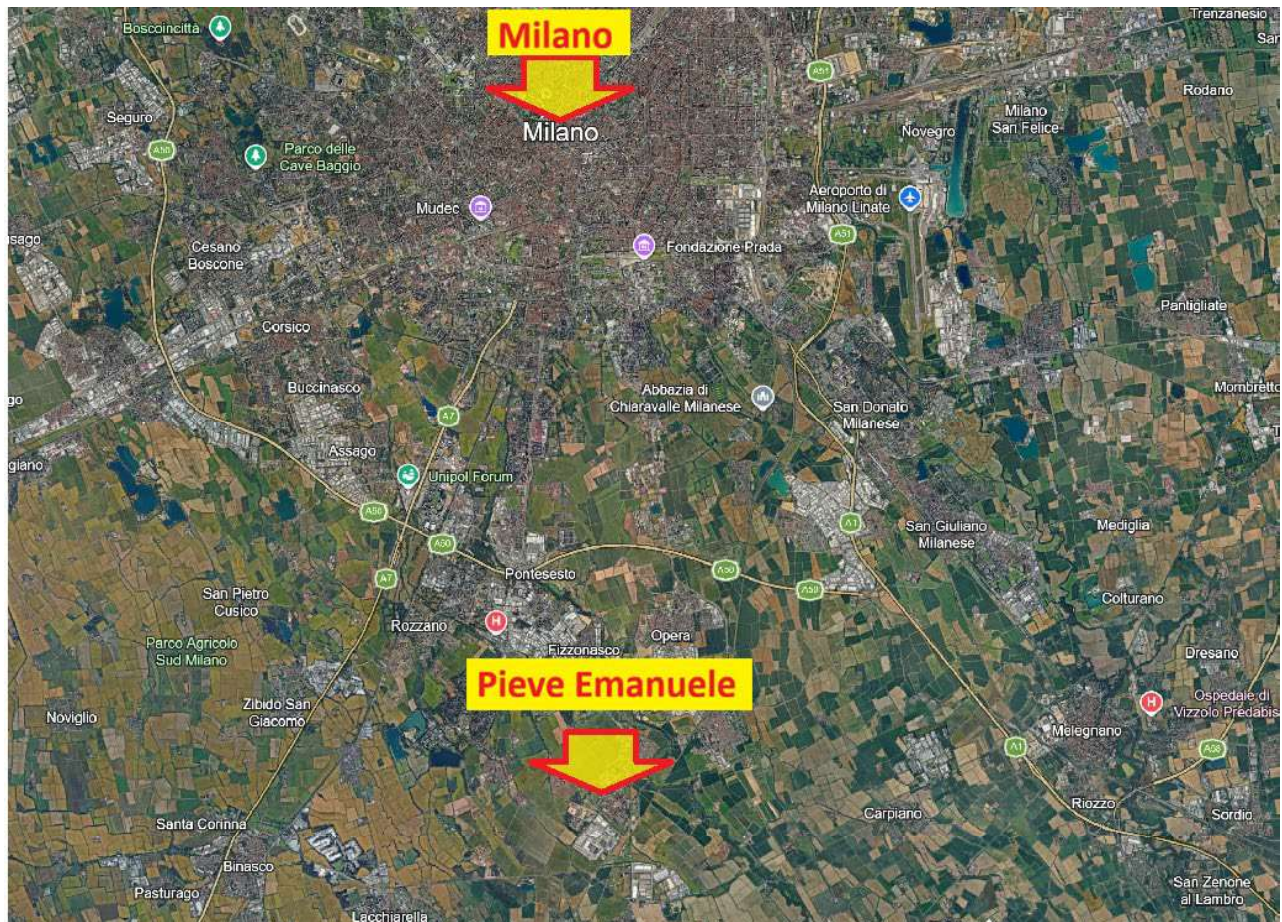 Trenzanesio
Boscoincittà
Milano
San
A51
Rodano
Seguro
Milano
San Felice
Milano
Novegro
A50
Parco delle
Cave Baggio
Aeroporto di
Milano Linate
Mudec
A51
Fondazione Prada
Cesano
Boscone
Pantigliate
Corsico
Buccinasco
Abbazia di
Chiaravalle Milanese
Mombretto
San Donato
Milanese
A7
Assago
giano
Unipol Forum
A50
A1
San Giuliano
Milanese
Mediglia
A50
Pontesesto
A50
A7
A50
San Pietro
Cusico
Colturano
Rozzano
H
Opera
Parco Agricolo
Sud Milano
Fizzonasco
Dresano
Pieve Emanuele
Ospedale di
Vizzolo Predabis
H
Zibido San
Giacomo
Noviglio
Melegnano
A1
Riozzo
Carpiano
Sordio
Santa Corinna
Binasco
Pasturago
San Zenone
al Lambro
Lacchiarella